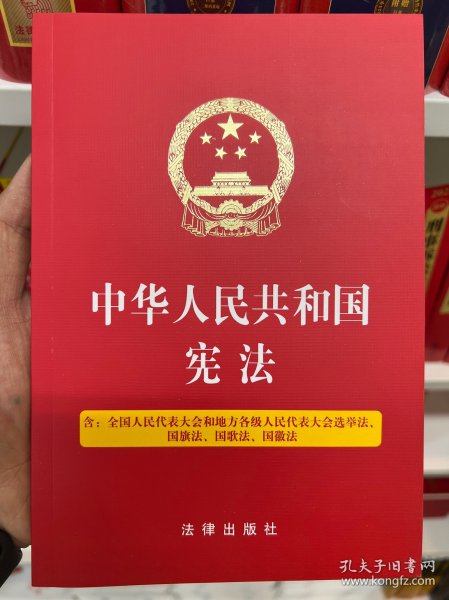 中华人民共和国
宪法
含：全国人民代表大会和地方各级人民代表大会选举法、
国旗法、国歌法、国徽法
法律出版社
孔夫子旧书网
www.kongfz.com